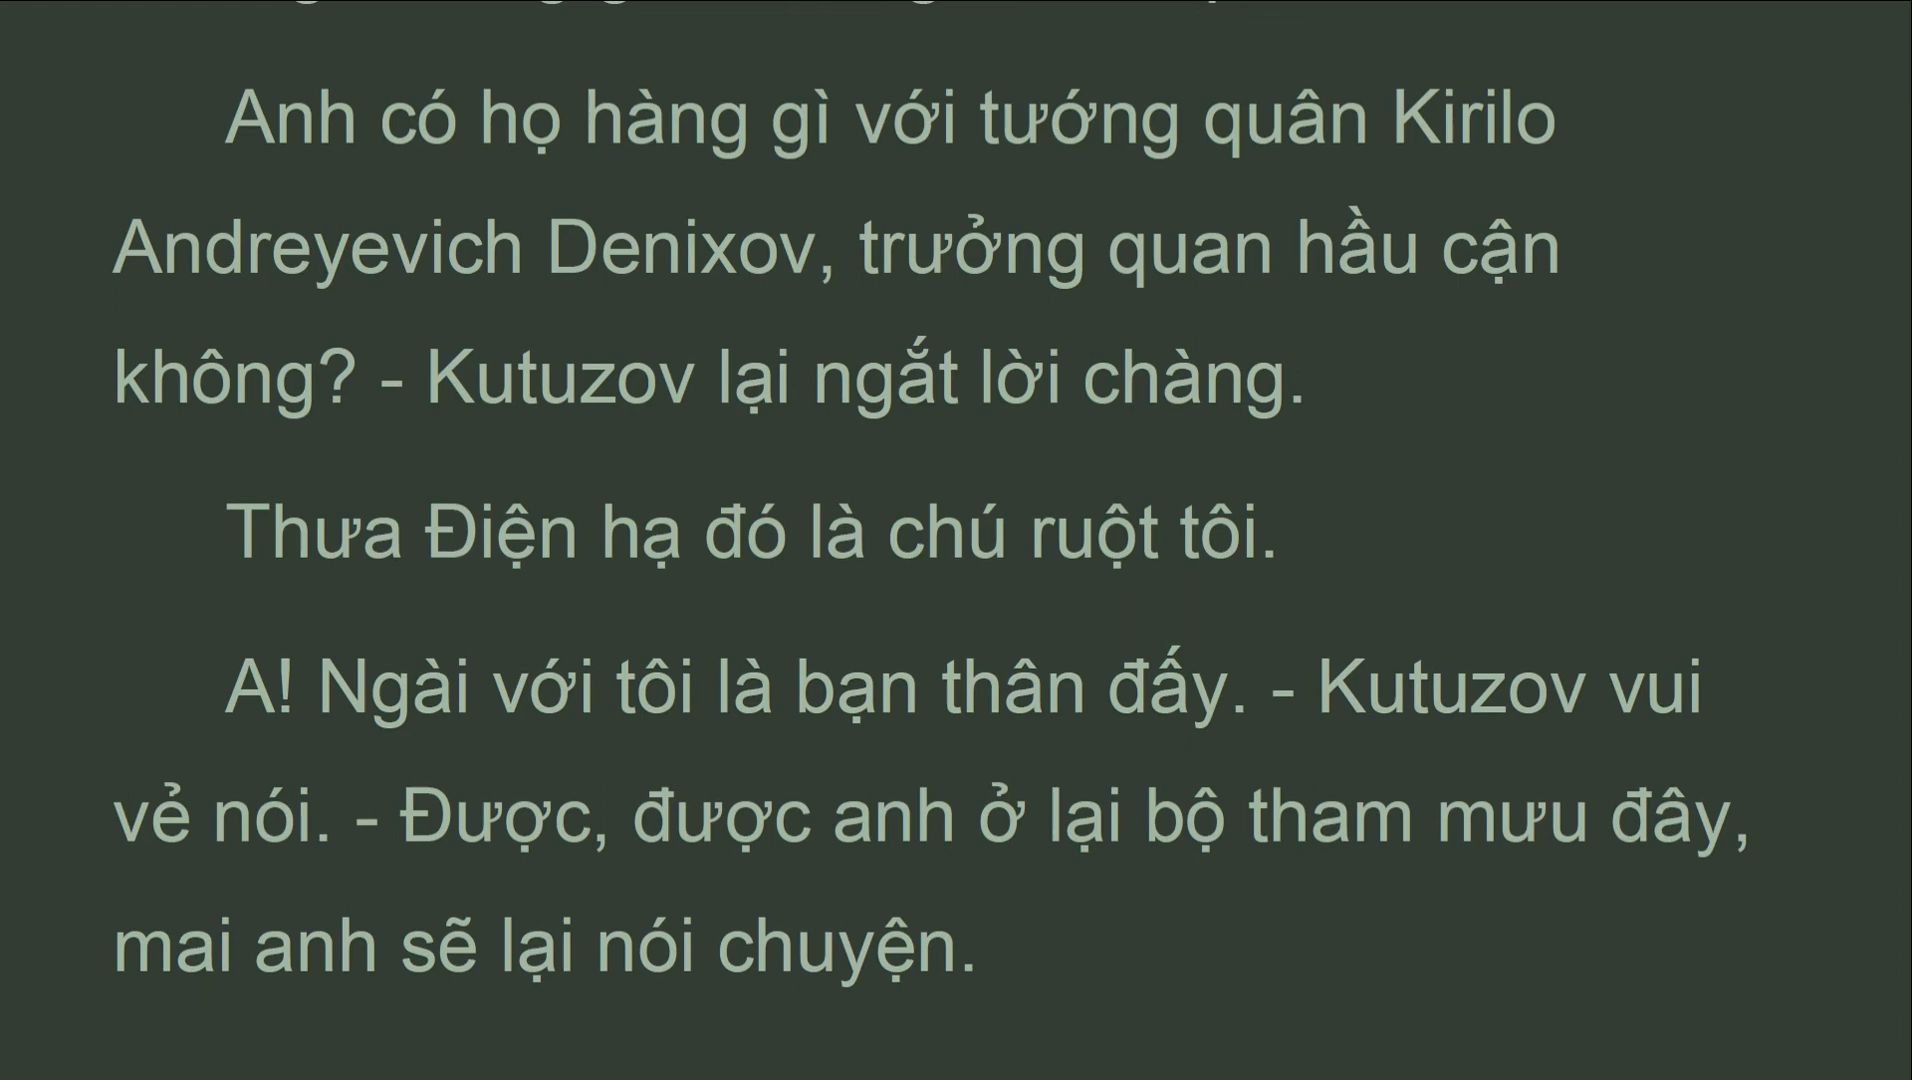 Anh có họ hàng gì với tướng quân Kirilo
Andreyevich Denixov, trưởng quan hầu cận
không? - Kutuzov lại ngắt lời chàng.
Thưa Điện hạ đó là chú ruột tôi.
A! Ngài với tôi là bạn thân đấy. - Kutuzov vui
vẻ nói. - Được, được anh ở lại bộ tham mưu đây,
mai anh sẽ lại nói chuyện.